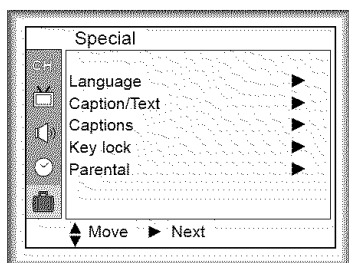 Special
CH
Language
Caption/Text
Captions
Key lock
Parental
Move Next